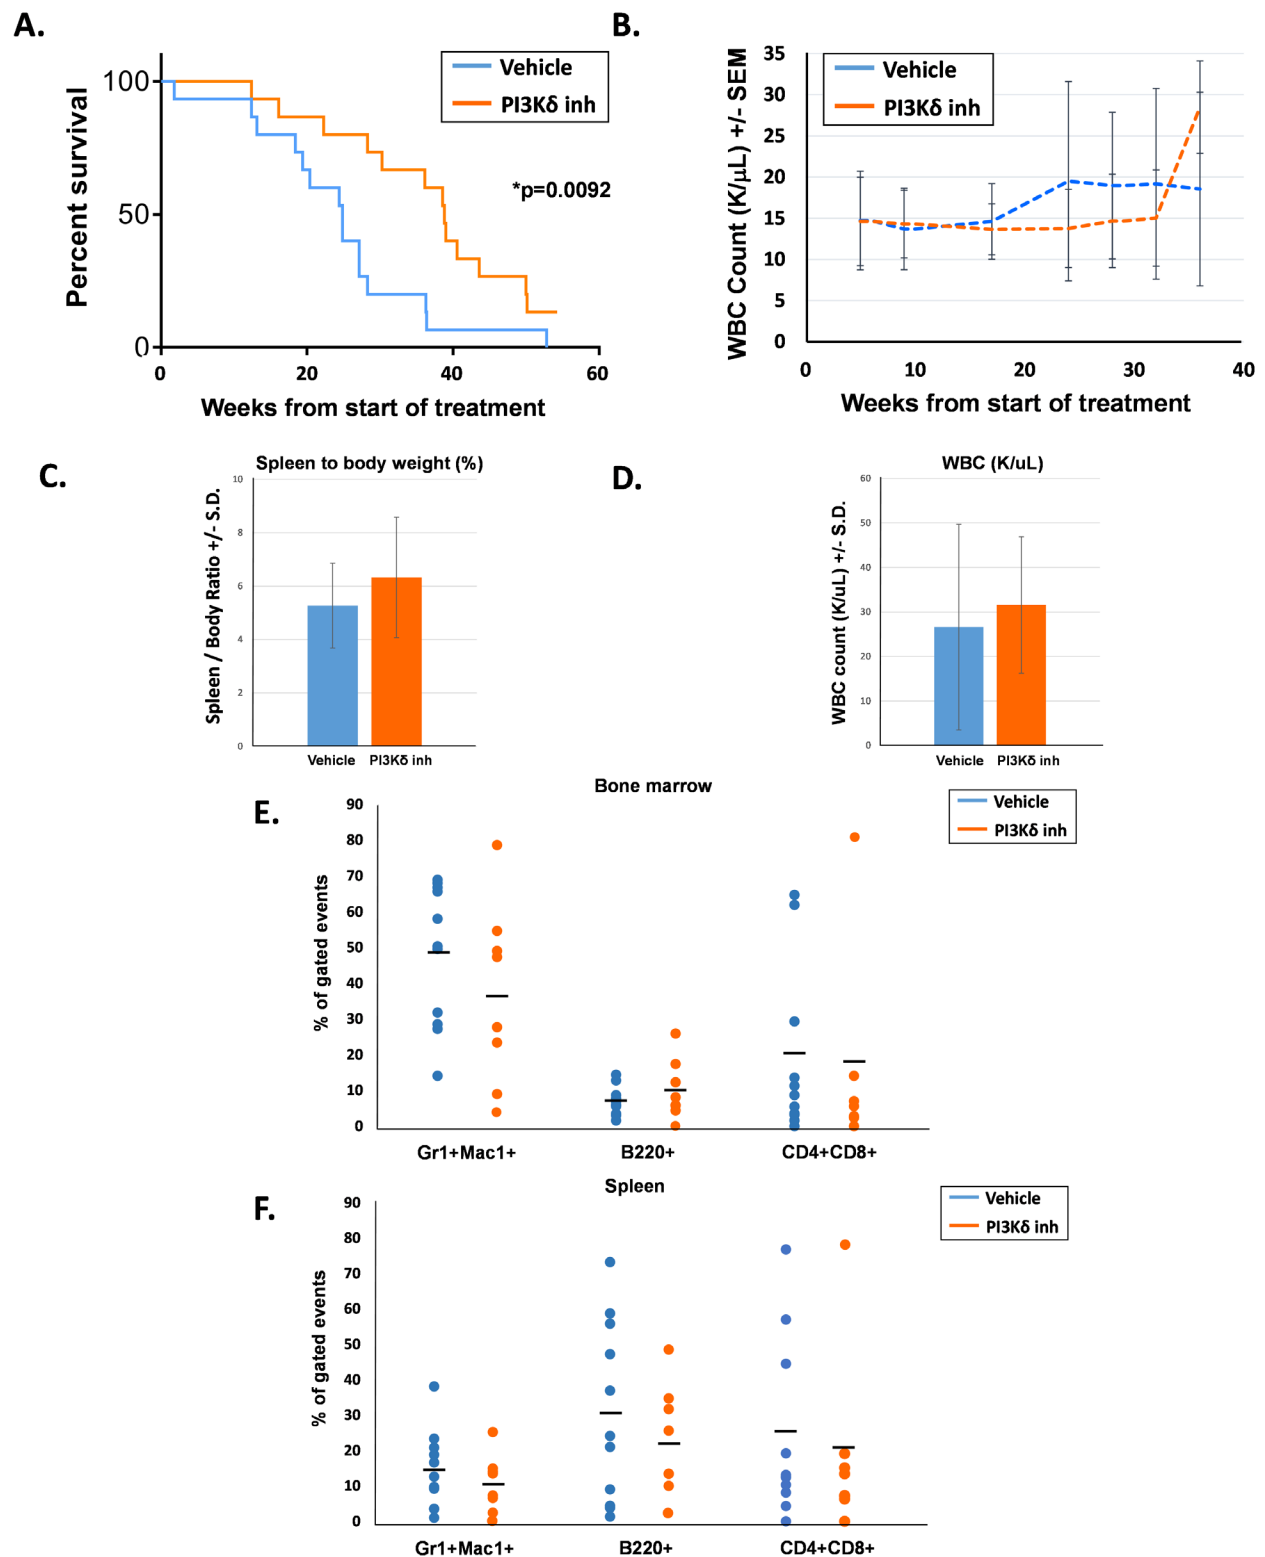 A.
Vehicle
PI3Kδ inh
*p=0.0092
Percent survival
100
50
0
0 20 40 60
Weeks from start of treatment
B.
Vehicle
PI3Kδ inh
WBC Count (K/μL) +/- SEM
35
30
25
20
15
10
5
0
0 10 20 30 40
Weeks from start of treatment
C.
Spleen to body weight (%)
Spleen / Body Ratio +/- S.D.
10
8
6
4
2
0
Vehicle PI3Kδ inh
D.
WBC (K/uL)
WBC count (K/uL) +/- S.D.
60
50
40
30
20
10
0
Vehicle PI3Kδ inh
E.
Bone marrow
Vehicle
PI3Kδ inh
% of gated events
90
80
70
60
50
40
30
20
10
0
Gr1+Mac1+ B220+ CD4+CD8+
F.
Spleen
Vehicle
PI3Kδ inh
% of gated events
90
80
70
60
50
40
30
20
10
0
Gr1+Mac1+ B220+ CD4+CD8+